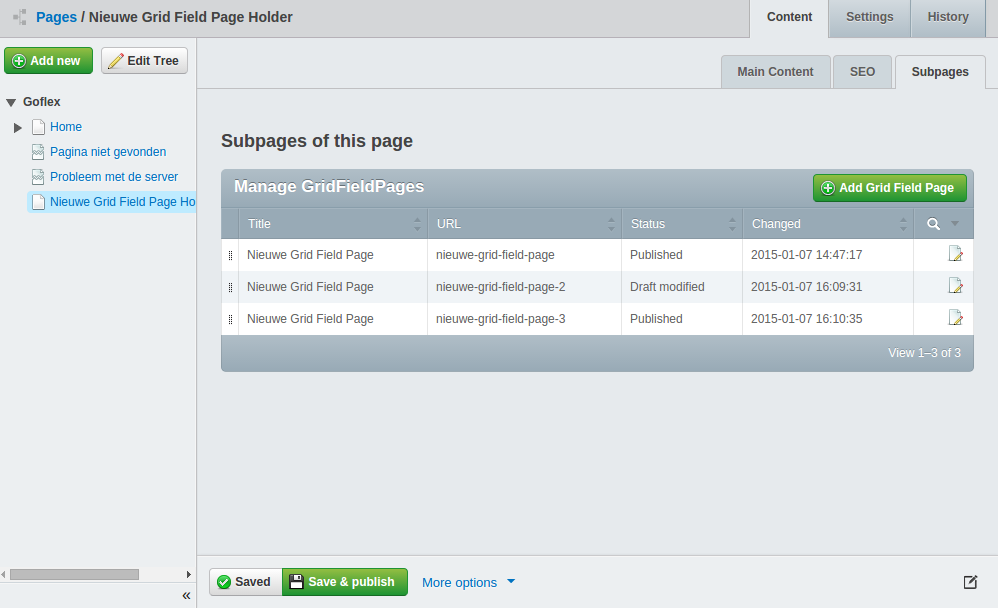 Pages / Nieuwe Grid Field Page Holder
Content Settings History
Add new Edit Tree
Main Content SEO Subpages
Goflex
Home
Pagina niet gevonden
Probleem met de server
Nieuwe Grid Field Page Ho
Subpages of this page
Manage GridFieldPages Add Grid Field Page
Title URL Status Changed
Nieuwe Grid Field Page nieuwe-grid-field-page Published 2015-01-07 14:47:17
Nieuwe Grid Field Page nieuwe-grid-field-page-2 Draft modified 2015-01-07 16:09:31
Nieuwe Grid Field Page nieuwe-grid-field-page-3 Published 2015-01-07 16:10:35
View 1–3 of 3
Saved Save & publish More options
«